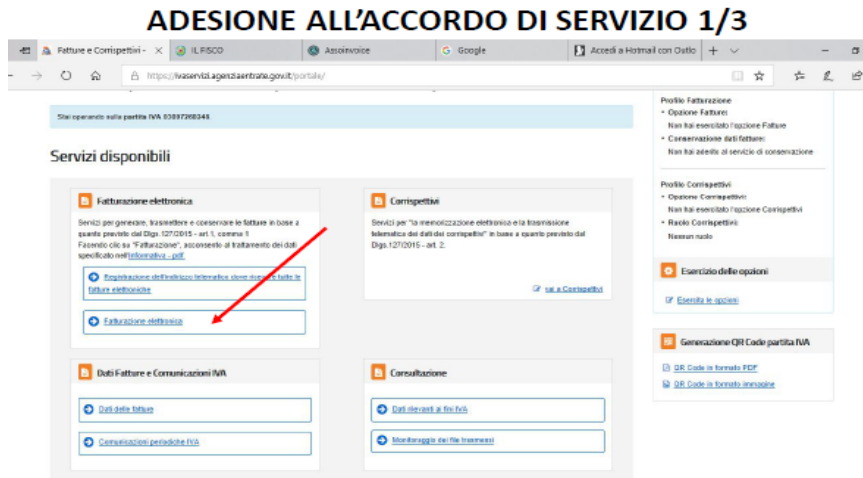 ADESIONE ALL'ACCORDO DI SERVIZIO 1/3
Fatture e Corrispettivi -
IL FISCO
Assoinvoice
Google
Accedi a Hotmail con Outlo
https://ivaservizi.agenziaentrate.gov.it/portale/
Stai operando sulla partita IVA
Servizi disponibili
Fatturazione elettronica
Servizi per generare, trasmettere e conservare le fatture in base a
quanto previsto dal Dlgs.127/2015 - art.1, comma 1
Facendo clic su "Fatturazione", acconsento al trattamento dei dati
specificato nell'Informativa - pdf.
Registrazione dell'indirizzo telematico dove ricevere tutte le
fatture elettroniche
Fatturazione elettronica
Corrispettivi
Servizi per "la memorizzazione elettronica e la trasmissione
telematica dei dati dei corrispettivi" in base a quanto previsto dal
Dlgs.127/2015 - art. 2.
vai a Corrispettivi
Dati Fatture e Comunicazioni IVA
Dati delle fatture
Comunicazioni periodiche IVA
Consultazione
Dati rilevanti ai fini IVA
Monitoraggio dei file trasmessi
Profilo Fatturazione
• Opzione Fatture:
Non hai esercitato l'opzione Fatture
• Conservazione dati fatture:
Non hai aderito al servizio di conservazione
Profilo Corrispettivi
• Opzione Corrispettivi:
Non hai esercitato l'opzione Corrispettivi
• Ruolo Corrispettivi:
Nessun ruolo
Esercizio delle opzioni
Esercita le opzioni
Generazione QR Code partita IVA
QR Code in formato PDF
QR Code in formato immagine